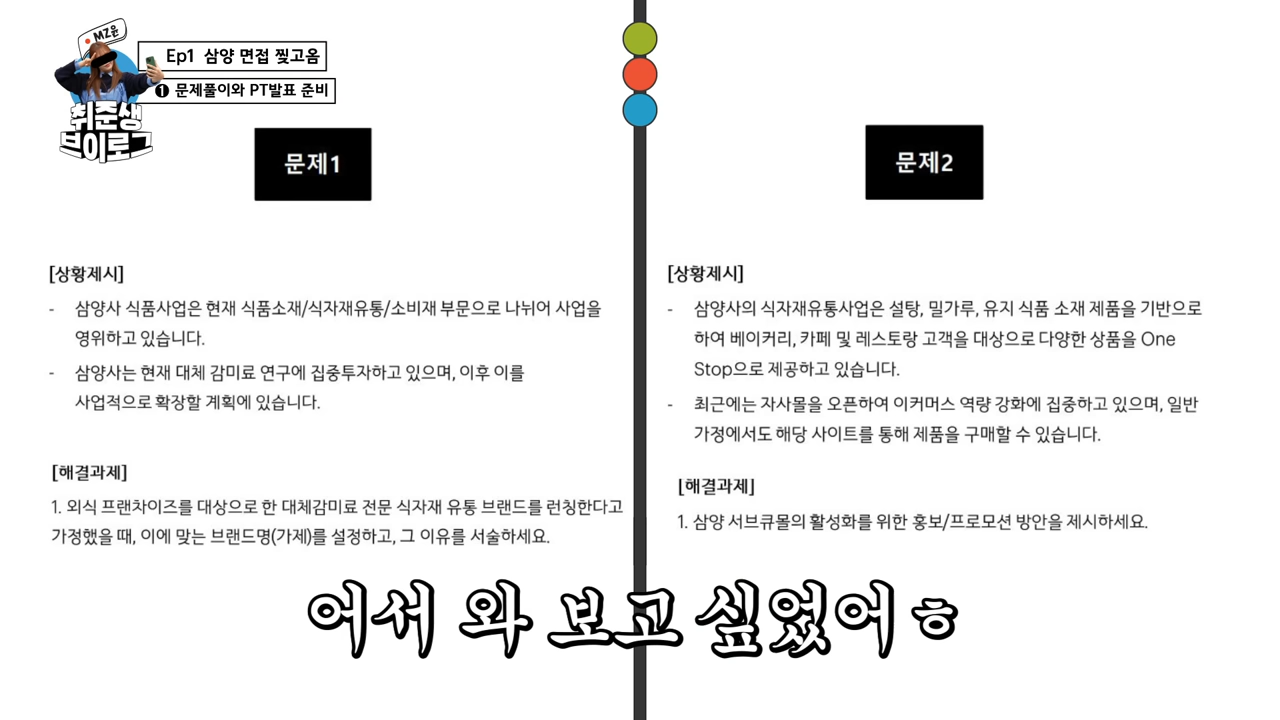 MZ윤
취준생
브이로그
Ep1 삼양 면접 찢고옴
❶ 문제풀이와 PT발표 준비
문제1
[상황제시]
- 삼양사 식품사업은 현재 식품소재/식자재유통/소비재 부문으로 나뉘어 사업을
영위하고 있습니다.
- 삼양사는 현재 대체 감미료 연구에 집중투자하고 있으며, 이후 이를
사업적으로 확장할 계획에 있습니다.
[해결과제]
1. 외식 프랜차이즈를 대상으로 한 대체감미료 전문 식자재 유통 브랜드를 런칭한다고
가정했을 때, 이에 맞는 브랜드명(가제)를 설정하고, 그 이유를 서술하세요.
문제2
[상황제시]
- 삼양사의 식자재유통사업은 설탕, 밀가루, 유지 식품 소재 제품을 기반으로
하여 베이커리, 카페 및 레스토랑 고객을 대상으로 다양한 상품을 One
Stop으로 제공하고 있습니다.
- 최근에는 자사몰을 오픈하여 이커머스 역량 강화에 집중하고 있으며, 일반
가정에서도 해당 사이트를 통해 제품을 구매할 수 있습니다.
[해결과제]
1. 삼양 서브큐몰의 활성화를 위한 홍보/프로모션 방안을 제시하세요.
어서 와 보고 싶었어ㅎ